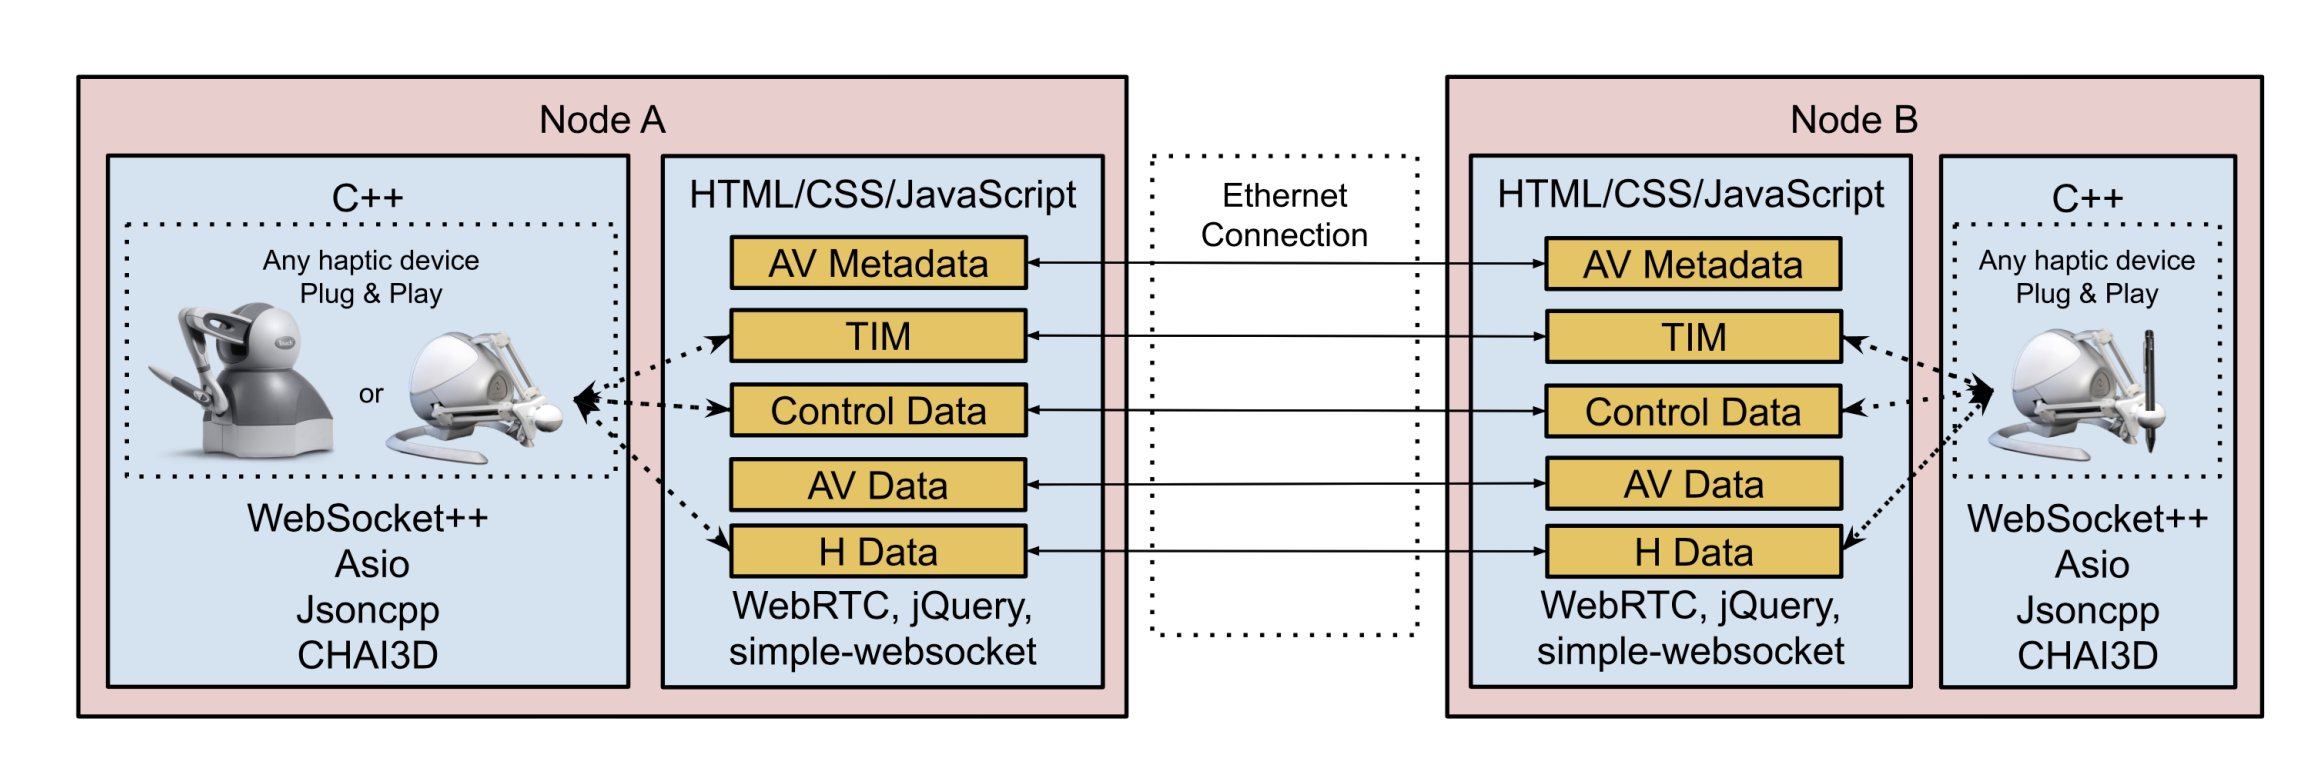 Node A
C++
Any haptic device
Plug & Play
Touch
or
WebSocket++
Asio
Jsoncpp
CHAI3D
HTML/CSS/JavaScript
AV Metadata
TIM
Control Data
AV Data
H Data
WebRTC, jQuery,
simple-websocket
Ethernet
Connection
Node B
HTML/CSS/JavaScript
AV Metadata
TIM
Control Data
AV Data
H Data
WebRTC, jQuery,
simple-websocket
C++
Any haptic device
Plug & Play
WebSocket++
Asio
Jsoncpp
CHAI3D